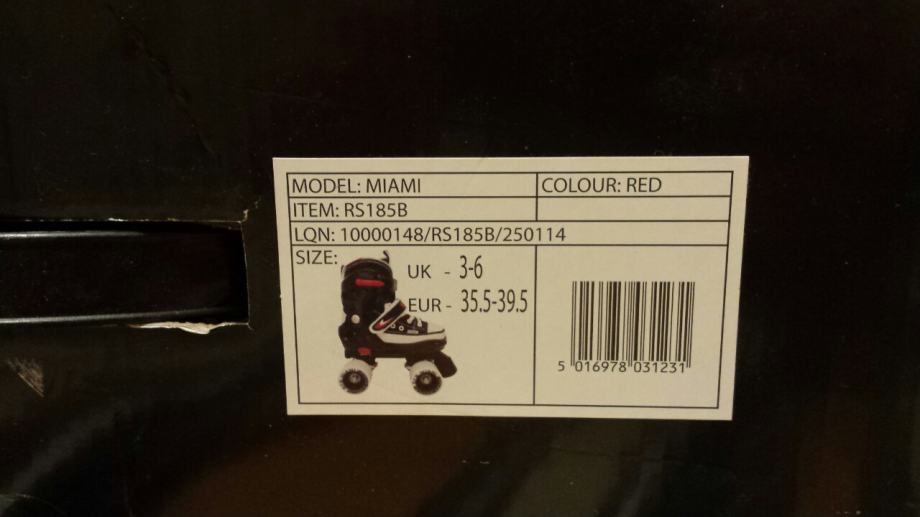 MODEL: MIAMI
COLOUR: RED
ITEM: RS185B
LQN: 10000148/RS185B/250114
SIZE:
UK - 3-6
EUR - 35.5-39.5
5 016978 031231